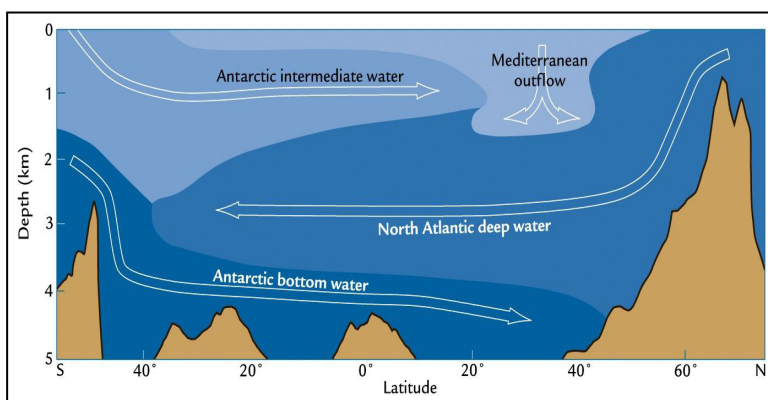 0
Mediterranean
outflow
Antarctic intermediate water
1
2
Depth (km)
3
North Atlantic deep water
Antarctic bottom water
4
5
S 40° 20° 0° 20° 40° 60° N
Latitude